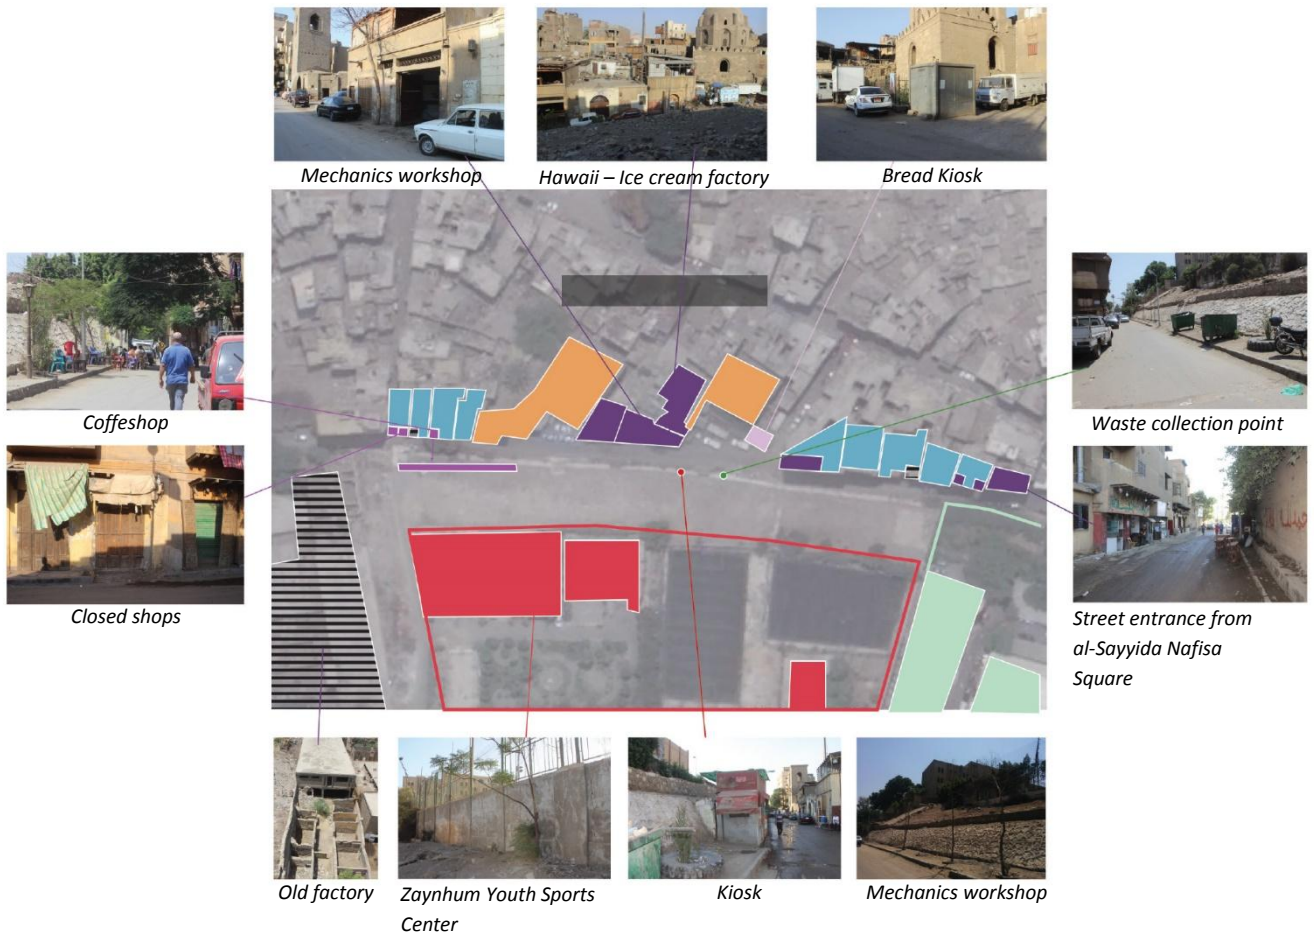 Mechanics workshop
Hawaii – Ice cream factory
Bread Kiosk
Coffeshop
Waste collection point
Closed shops
Street entrance from
al-Sayyida Nafisa
Square
Old factory
Zaynhum Youth Sports
Center
Kiosk
Mechanics workshop